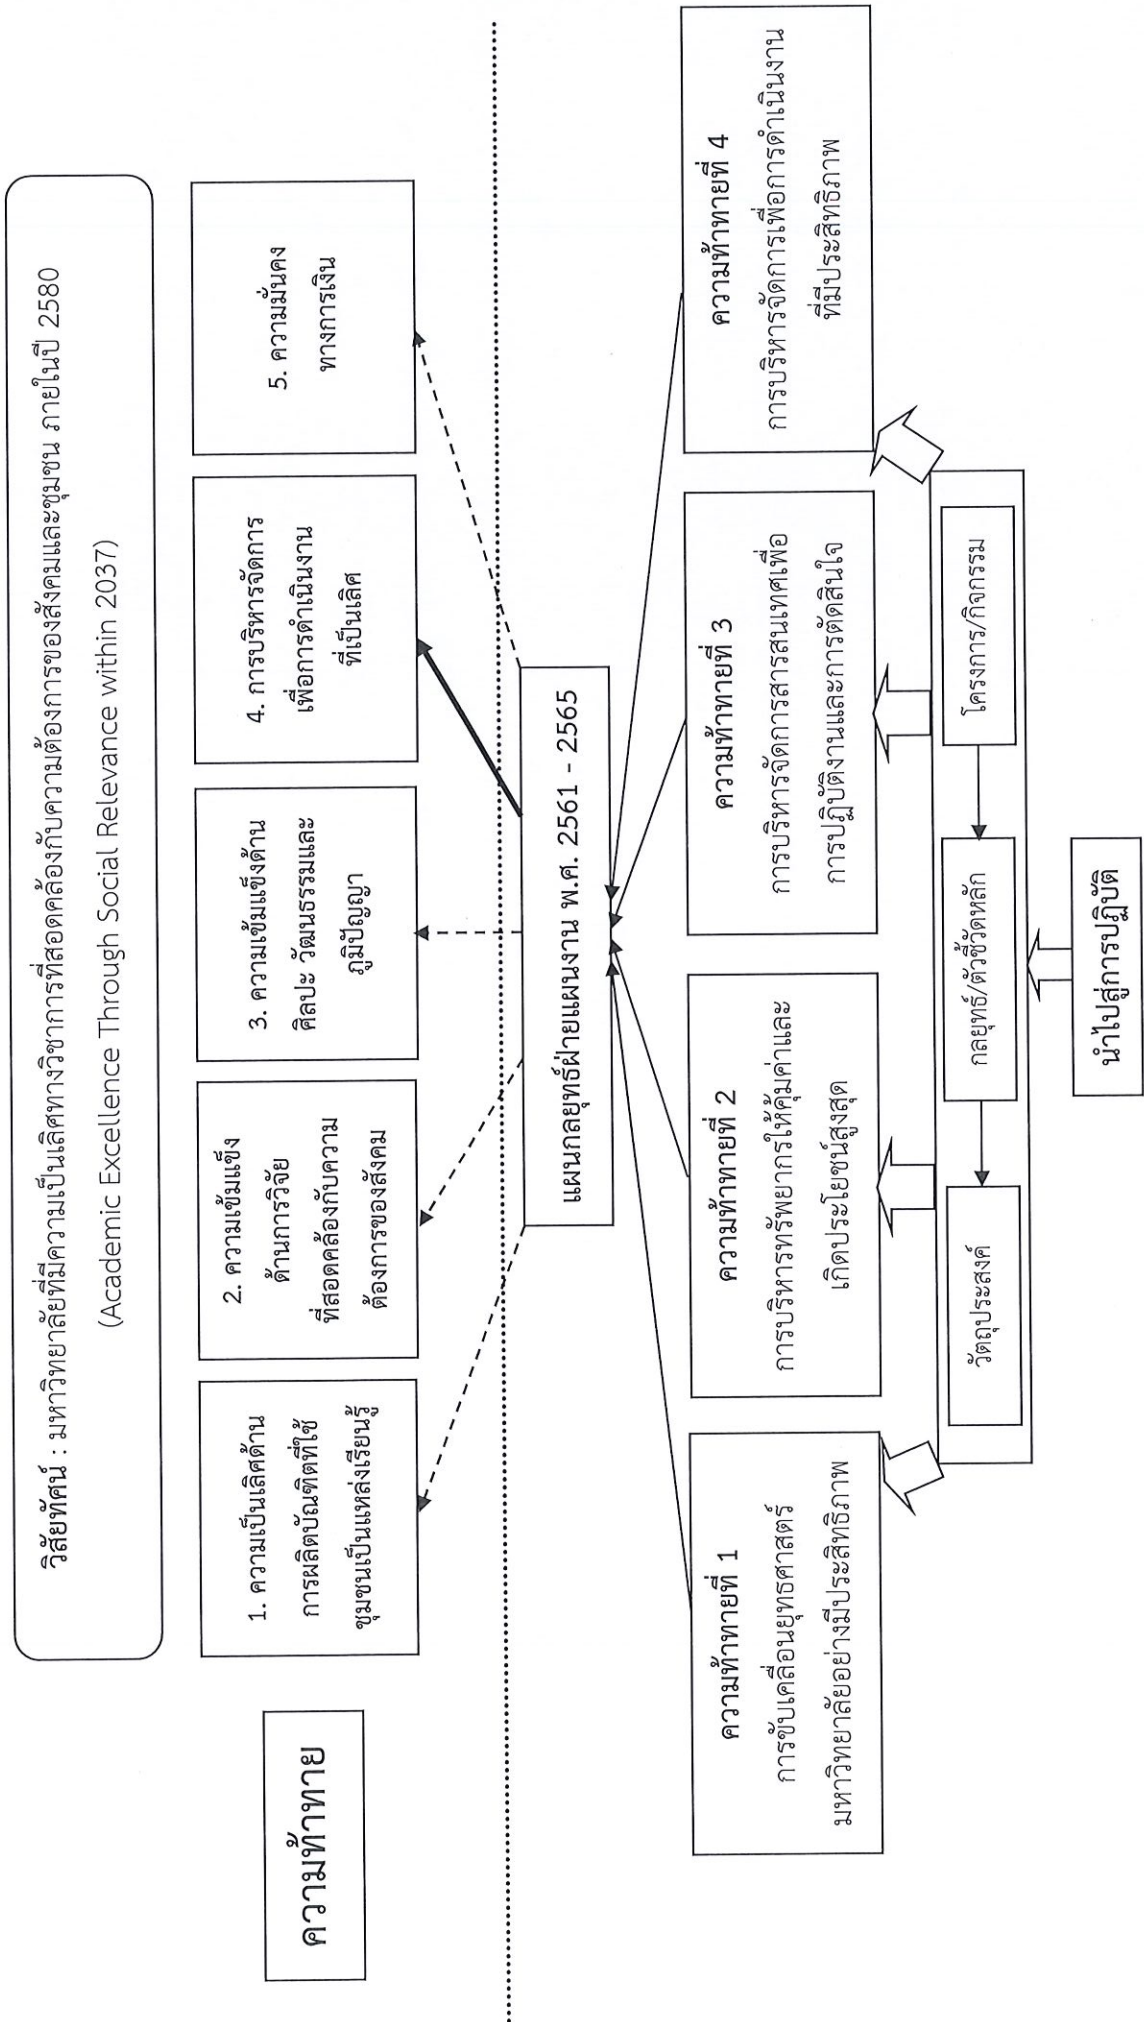 วิสัยทัศน์ : มหาวิทยาลัยที่มีความเป็นเลิศทางวิชาการที่สอดคล้องกับความต้องการของสังคมและชุมชน ภายในปี 2580
(Academic Excellence Through Social Relevance within 2037)
ความท้าทาย
1. ความเป็นเลิศด้าน
การผลิตบัณฑิตที่ใช้
ชุมชนเป็นแหล่งเรียนรู้
2. ความเข้มแข็ง
ด้านการวิจัย
ที่สอดคล้องกับความ
ต้องการของสังคม
3. ความเข้มแข็งด้าน
ศิลปะ วัฒนธรรมและ
ภูมิปัญญา
4. การบริหารจัดการ
เพื่อการดำเนินงาน
ที่เป็นเลิศ
5. ความมั่นคง
ทางการเงิน
แผนกลยุทธ์ฝ่ายแผนงาน พ.ศ. 2561 - 2565
ความท้าทายที่ 1
การขับเคลื่อนยุทธศาสตร์
มหาวิทยาลัยอย่างมีประสิทธิภาพ
ความท้าทายที่ 2
การบริหารทรัพยากรให้คุ้มค่าและ
เกิดประโยชน์สูงสุด
ความท้าทายที่ 3
การบริหารจัดการสารสนเทศเพื่อ
การปฏิบัติงานและการตัดสินใจ
ความท้าทายที่ 4
การบริหารจัดการเพื่อการดำเนินงาน
ที่มีประสิทธิภาพ
วัตถุประสงค์
กลยุทธ์/ตัวชี้วัดหลัก
โครงการ/กิจกรรม
นำไปสู่การปฏิบัติ